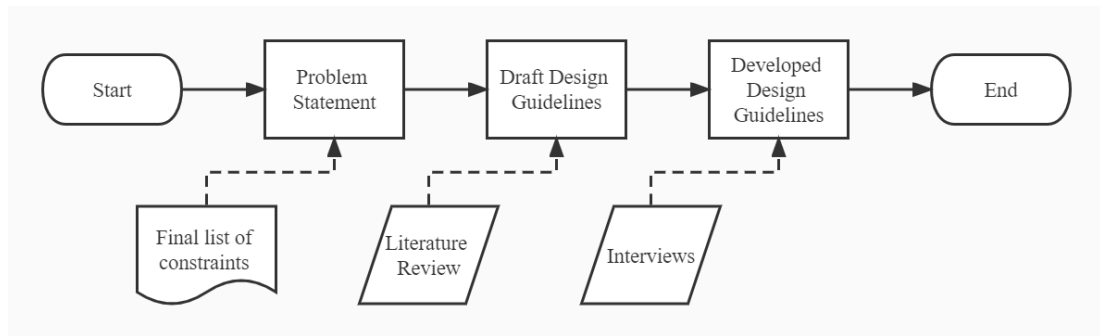 Start
Problem
Statement
Draft Design
Guidelines
Developed
Design
Guidelines
End
Final list of
constraints
Literature
Review
Interviews